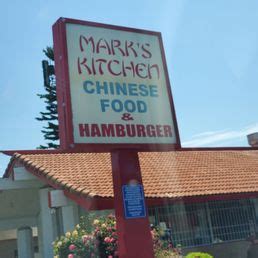 MARK'S
KITCHEN
CHINESE
FOOD
&
HAMBURGER